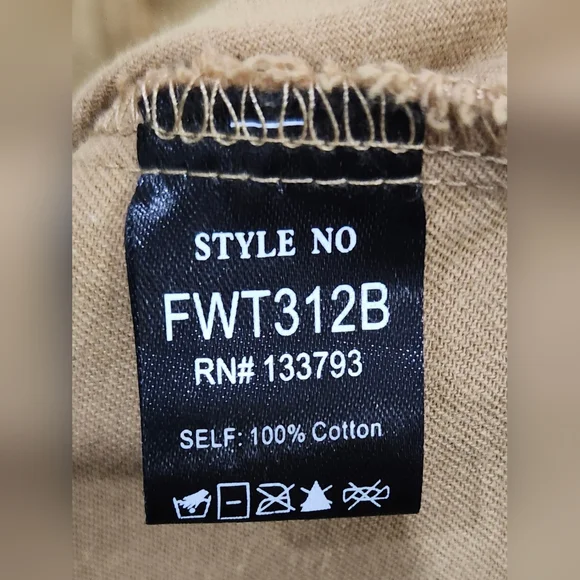 STYLE NO
FWT312B
RN# 133793
SELF: 100% Cotton